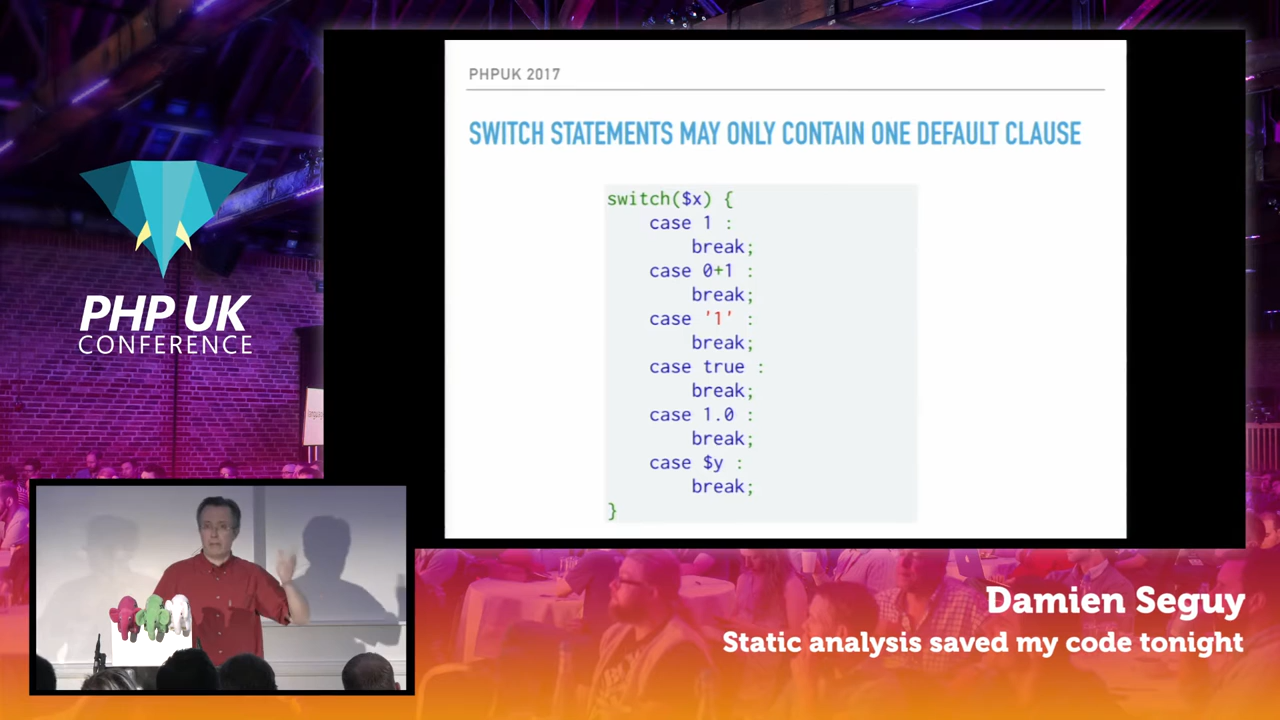 PHPUK 2017
SWITCH STATEMENTS MAY ONLY CONTAIN ONE DEFAULT CLAUSE
switch($x) {
case 1 :
break;
case 0+1 :
break;
case '1' :
break;
case true :
break;
case 1.0 :
break;
case $y :
break;
}
PHP UK
CONFERENCE
Damien Seguy
Static analysis saved my code tonight